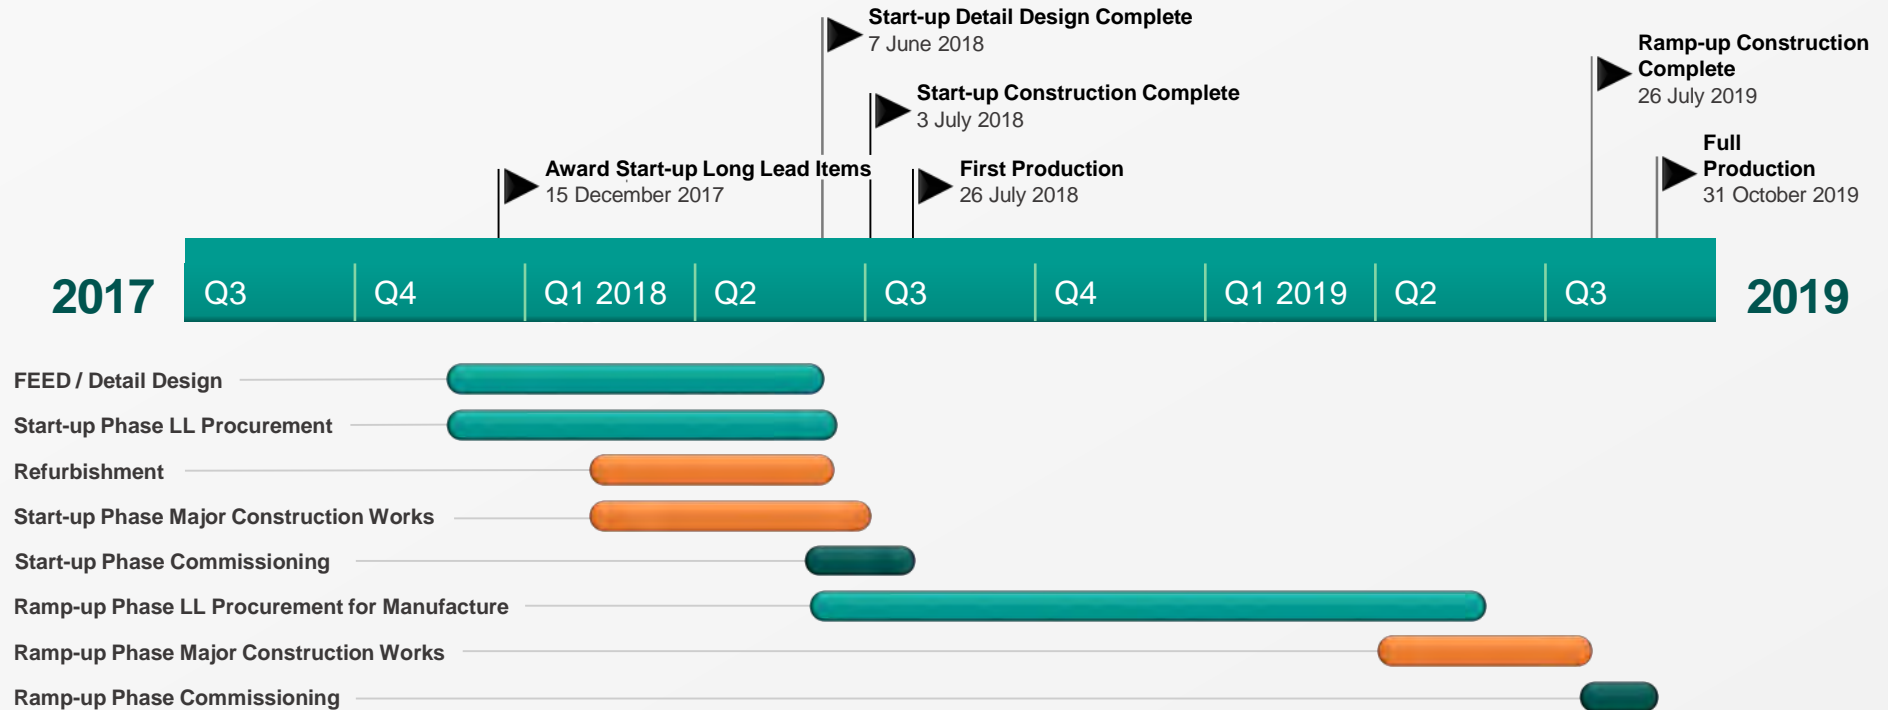 Start-up Detail Design Complete
7 June 2018
Ramp-up Construction
Complete
26 July 2019
Start-up Construction Complete
3 July 2018
Full
Production
31 October 2019
Award Start-up Long Lead Items
15 December 2017
First Production
26 July 2018
2017 Q3 Q4 Q1 2018 Q2 Q3 Q4 Q1 2019 Q2 Q3 2019
FEED / Detail Design
Start-up Phase LL Procurement
Refurbishment
Start-up Phase Major Construction Works
Start-up Phase Commissioning
Ramp-up Phase LL Procurement for Manufacture
Ramp-up Phase Major Construction Works
Ramp-up Phase Commissioning